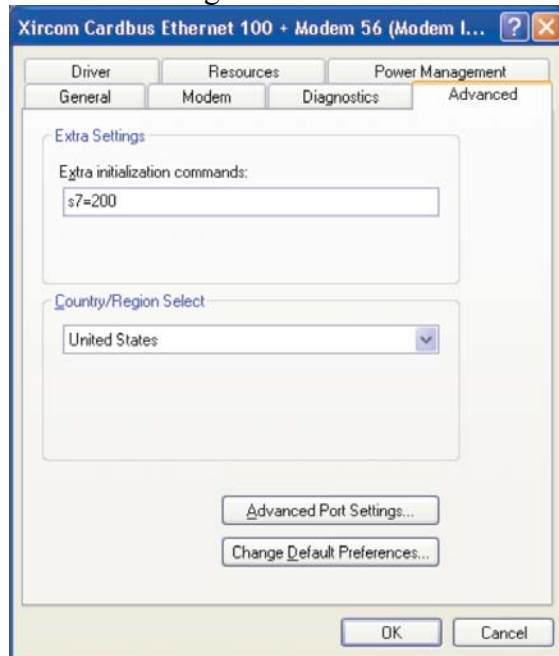 Xircom Cardbus Ethernet 100 + Modem 56 (Modem I...
Driver Resources Power Management
General Modem Diagnostics Advanced
Extra Settings
Extra initialization commands:
s7=200
Country/Region Select
United States
Advanced Port Settings...
Change Default Preferences...
OK Cancel